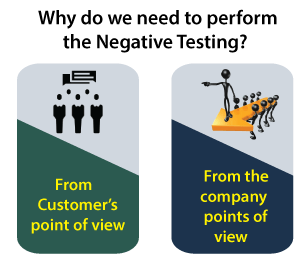 Why do we need to perform
the Negative Testing?
From
Customer's
point of view
From the
company
points of
view